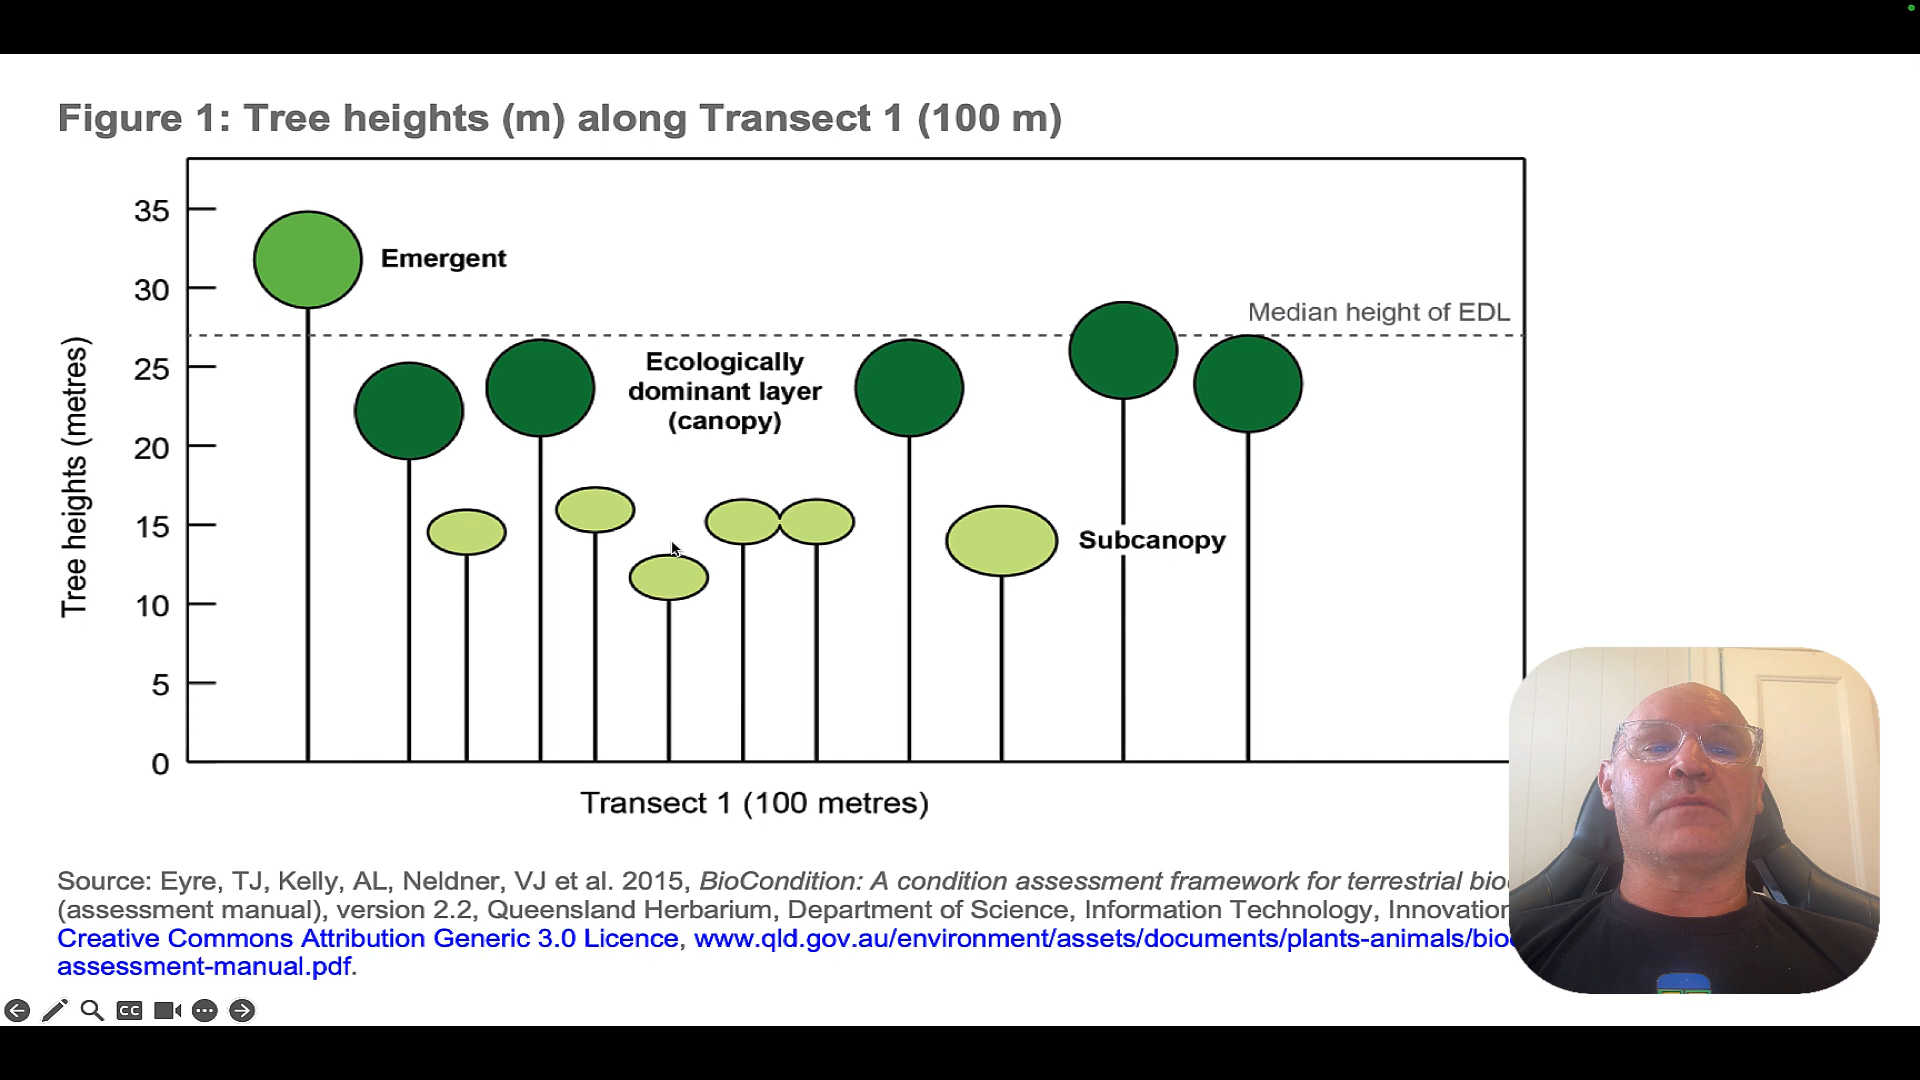 Figure 1: Tree heights (m) along Transect 1 (100 m)
35
Emergent
30
Median height of EDL
25
Ecologically
dominant layer
(canopy)
20
15
Subcanopy
10
5
0
Tree heights (metres)
Transect 1 (100 metres)
Source: Eyre, TJ, Kelly, AL, Neldner, VJ et al. 2015, BioCondition: A condition assessment framework for terrestrial
(assessment manual), version 2.2, Queensland Herbarium, Department of Science, Information Technology, Innovation
Creative Commons Attribution Generic 3.0 Licence, www.qld.gov.au/environment/assets/documents/plants-animals/
assessment-manual.pdf.
CC